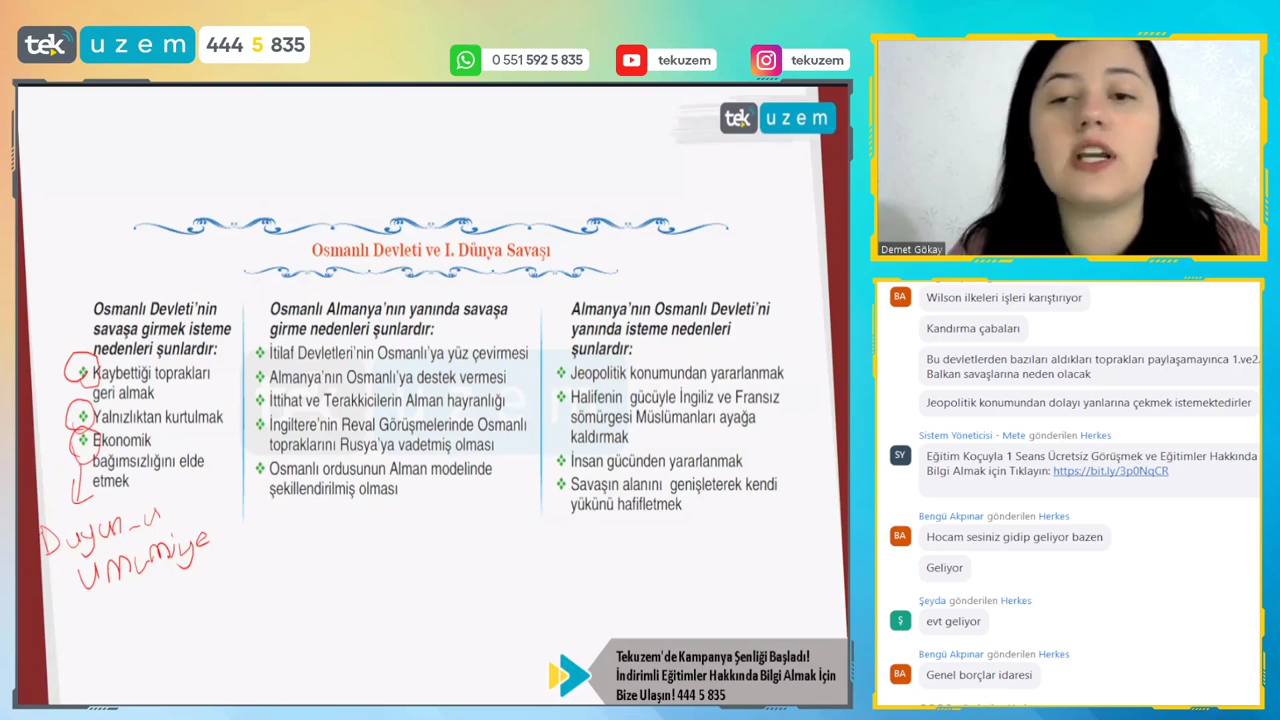 tek uzem 444 5 835
0 551 592 5 835
tekuzem
tekuzem
tek uzem
Osmanlı Devleti ve I. Dünya Savaşı
Osmanlı Devleti'nin
savaşa girmek isteme
nedenleri şunlardır:
❖ Kaybettiği toprakları
geri almak
❖ Yalnızlıktan kurtulmak
❖ Ekonomik
bağımsızlığını elde
etmek
Duyun-u
umumiye
Osmanlı Almanya'nın yanında savaşa
girme nedenleri şunlardır:
❖ İtilaf Devletleri'nin Osmanlı'ya yüz çevirmesi
❖ Almanya'nın Osmanlı'ya destek vermesi
❖ İttihat ve Terakkicilerin Alman hayranlığı
❖ İngiltere'nin Reval Görüşmelerinde Osmanlı
topraklarını Rusya'ya vadetmiş olması
❖ Osmanlı ordusunun Alman modelinde
şekillendirilmiş olması
Almanya'nın Osmanlı Devleti'ni
yanında isteme nedenleri
şunlardır:
❖ Jeopolitik konumundan yararlanmak
❖ Halifenin gücüyle İngiliz ve Fransız
sömürgesi Müslümanları ayağa
kaldırmak
❖ İnsan gücünden yararlanmak
❖ Savaşın alanını genişleterek kendi
yükünü hafifletmek
Tekuzem'de Kampanya Şenliği Başladı!
İndirimli Eğitimler Hakkında Bilgi Almak İçin
Bize Ulaşın! 444 5 835
Demet Gökay
BA Wilson ilkeleri işleri karıştırıyor
Kandırma çabaları
Bu devletlerden bazıları aldıkları toprakları paylaşamayınca 1.ve2.
Balkan savaşlarına neden olacak
Jeopolitik konumundan dolayı yanlarına çekmek istemektedirler
Sistem Yöneticisi - Mete gönderilen Herkes
SY Eğitim Koçuyla 1 Seans Ücretsiz Görüşmek ve Eğitimler Hakkında
Bilgi Almak için Tıklayın: https://bit.ly/3p0NqCR
Bengü Akpınar gönderilen Herkes
BA Hocam sesiniz gidip geliyor bazen
Geliyor
Şeyda gönderilen Herkes
Ş evt geliyor
Bengü Akpınar gönderilen Herkes
BA Genel borçlar idaresi